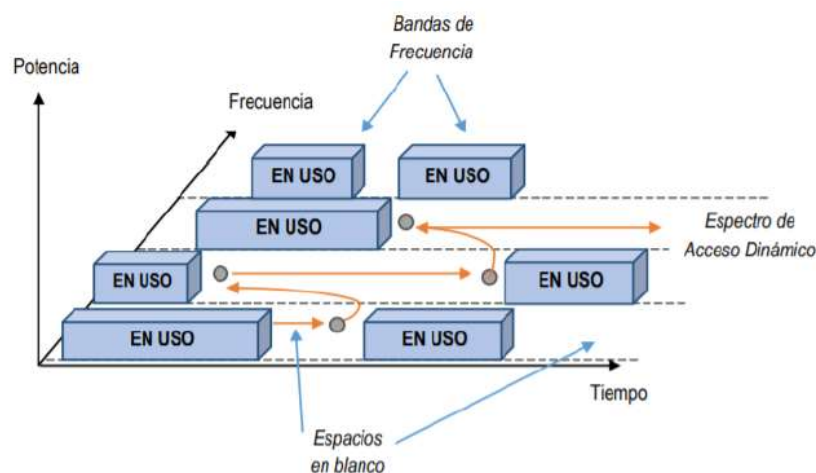 Bandas de
Frecuencia
Potencia
Frecuencia
EN USO
EN USO
EN USO
Espectro de
Acceso Dinámico
EN USO
EN USO
EN USO
EN USO
Tiempo
Espacios
en blanco